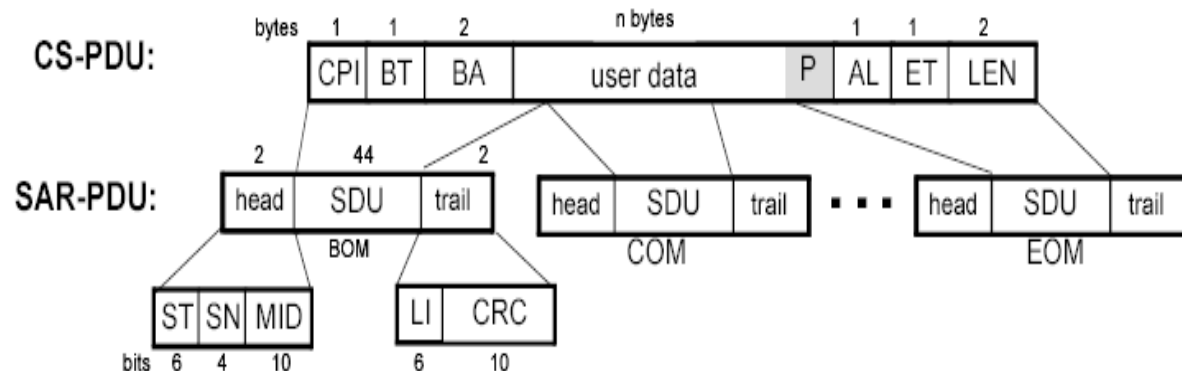 bytes 1 1 2 n bytes 1 1 2
CS-PDU: CPI BT BA user data P AL ET LEN
2 44 2
SAR-PDU: head SDU trail head SDU trail ... head SDU trail
BOM COM EOM
ST SN MID LI CRC
bits 6 4 10 6 10